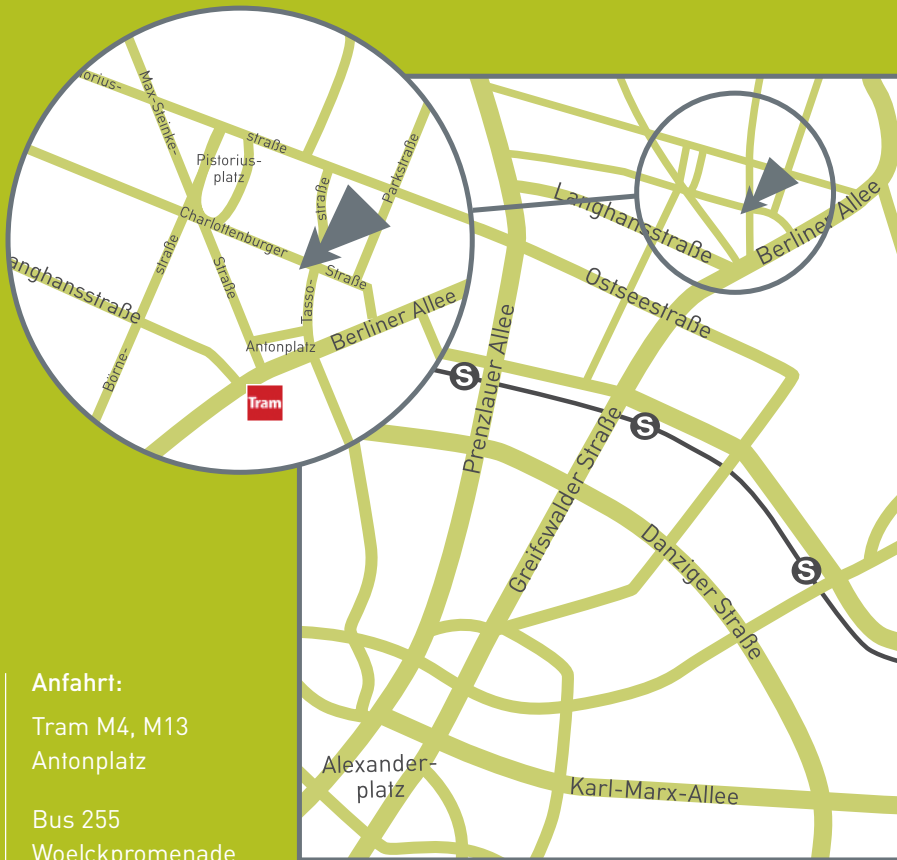 orius-
straße
Max-Steinke-
Straße
Pistorius-
platz
Parkstraße
straße
Tasso-
Charlottenburger
Straße
anghansstraße
straße
Börne-
Antonplatz
Berliner Allee
Tram
Langhansstraße
Berliner Allee
Ostseestraße
Prenzlauer Allee
S
S
S
Greifswalder Straße
Danziger Straße
Alexander-
platz
Karl-Marx-Allee
Anfahrt:
Tram M4, M13
Antonplatz
Bus 255
Woelckpromenade